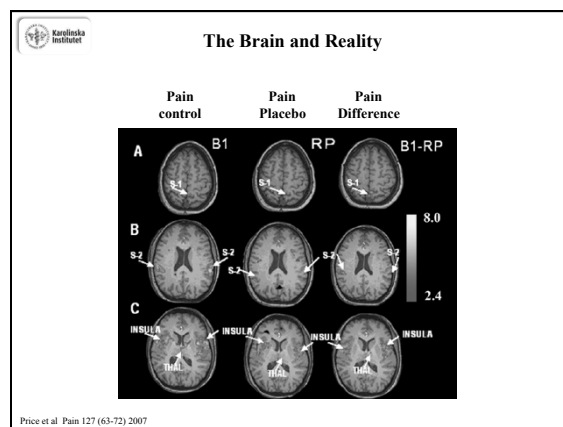 Karolinska
Institutet
The Brain and Reality
Pain
control
Pain
Placebo
Pain
Difference
A
B1
RP
B1-RP
S-1
S-1
S-1
B
S-2
S-2
S-2
S-2
S-2
8.0
2.4
C
INSULA
INSULA
INSULA
INSULA
THAL.
THAL
THAL
Price et al Pain 127 (63-72) 2007